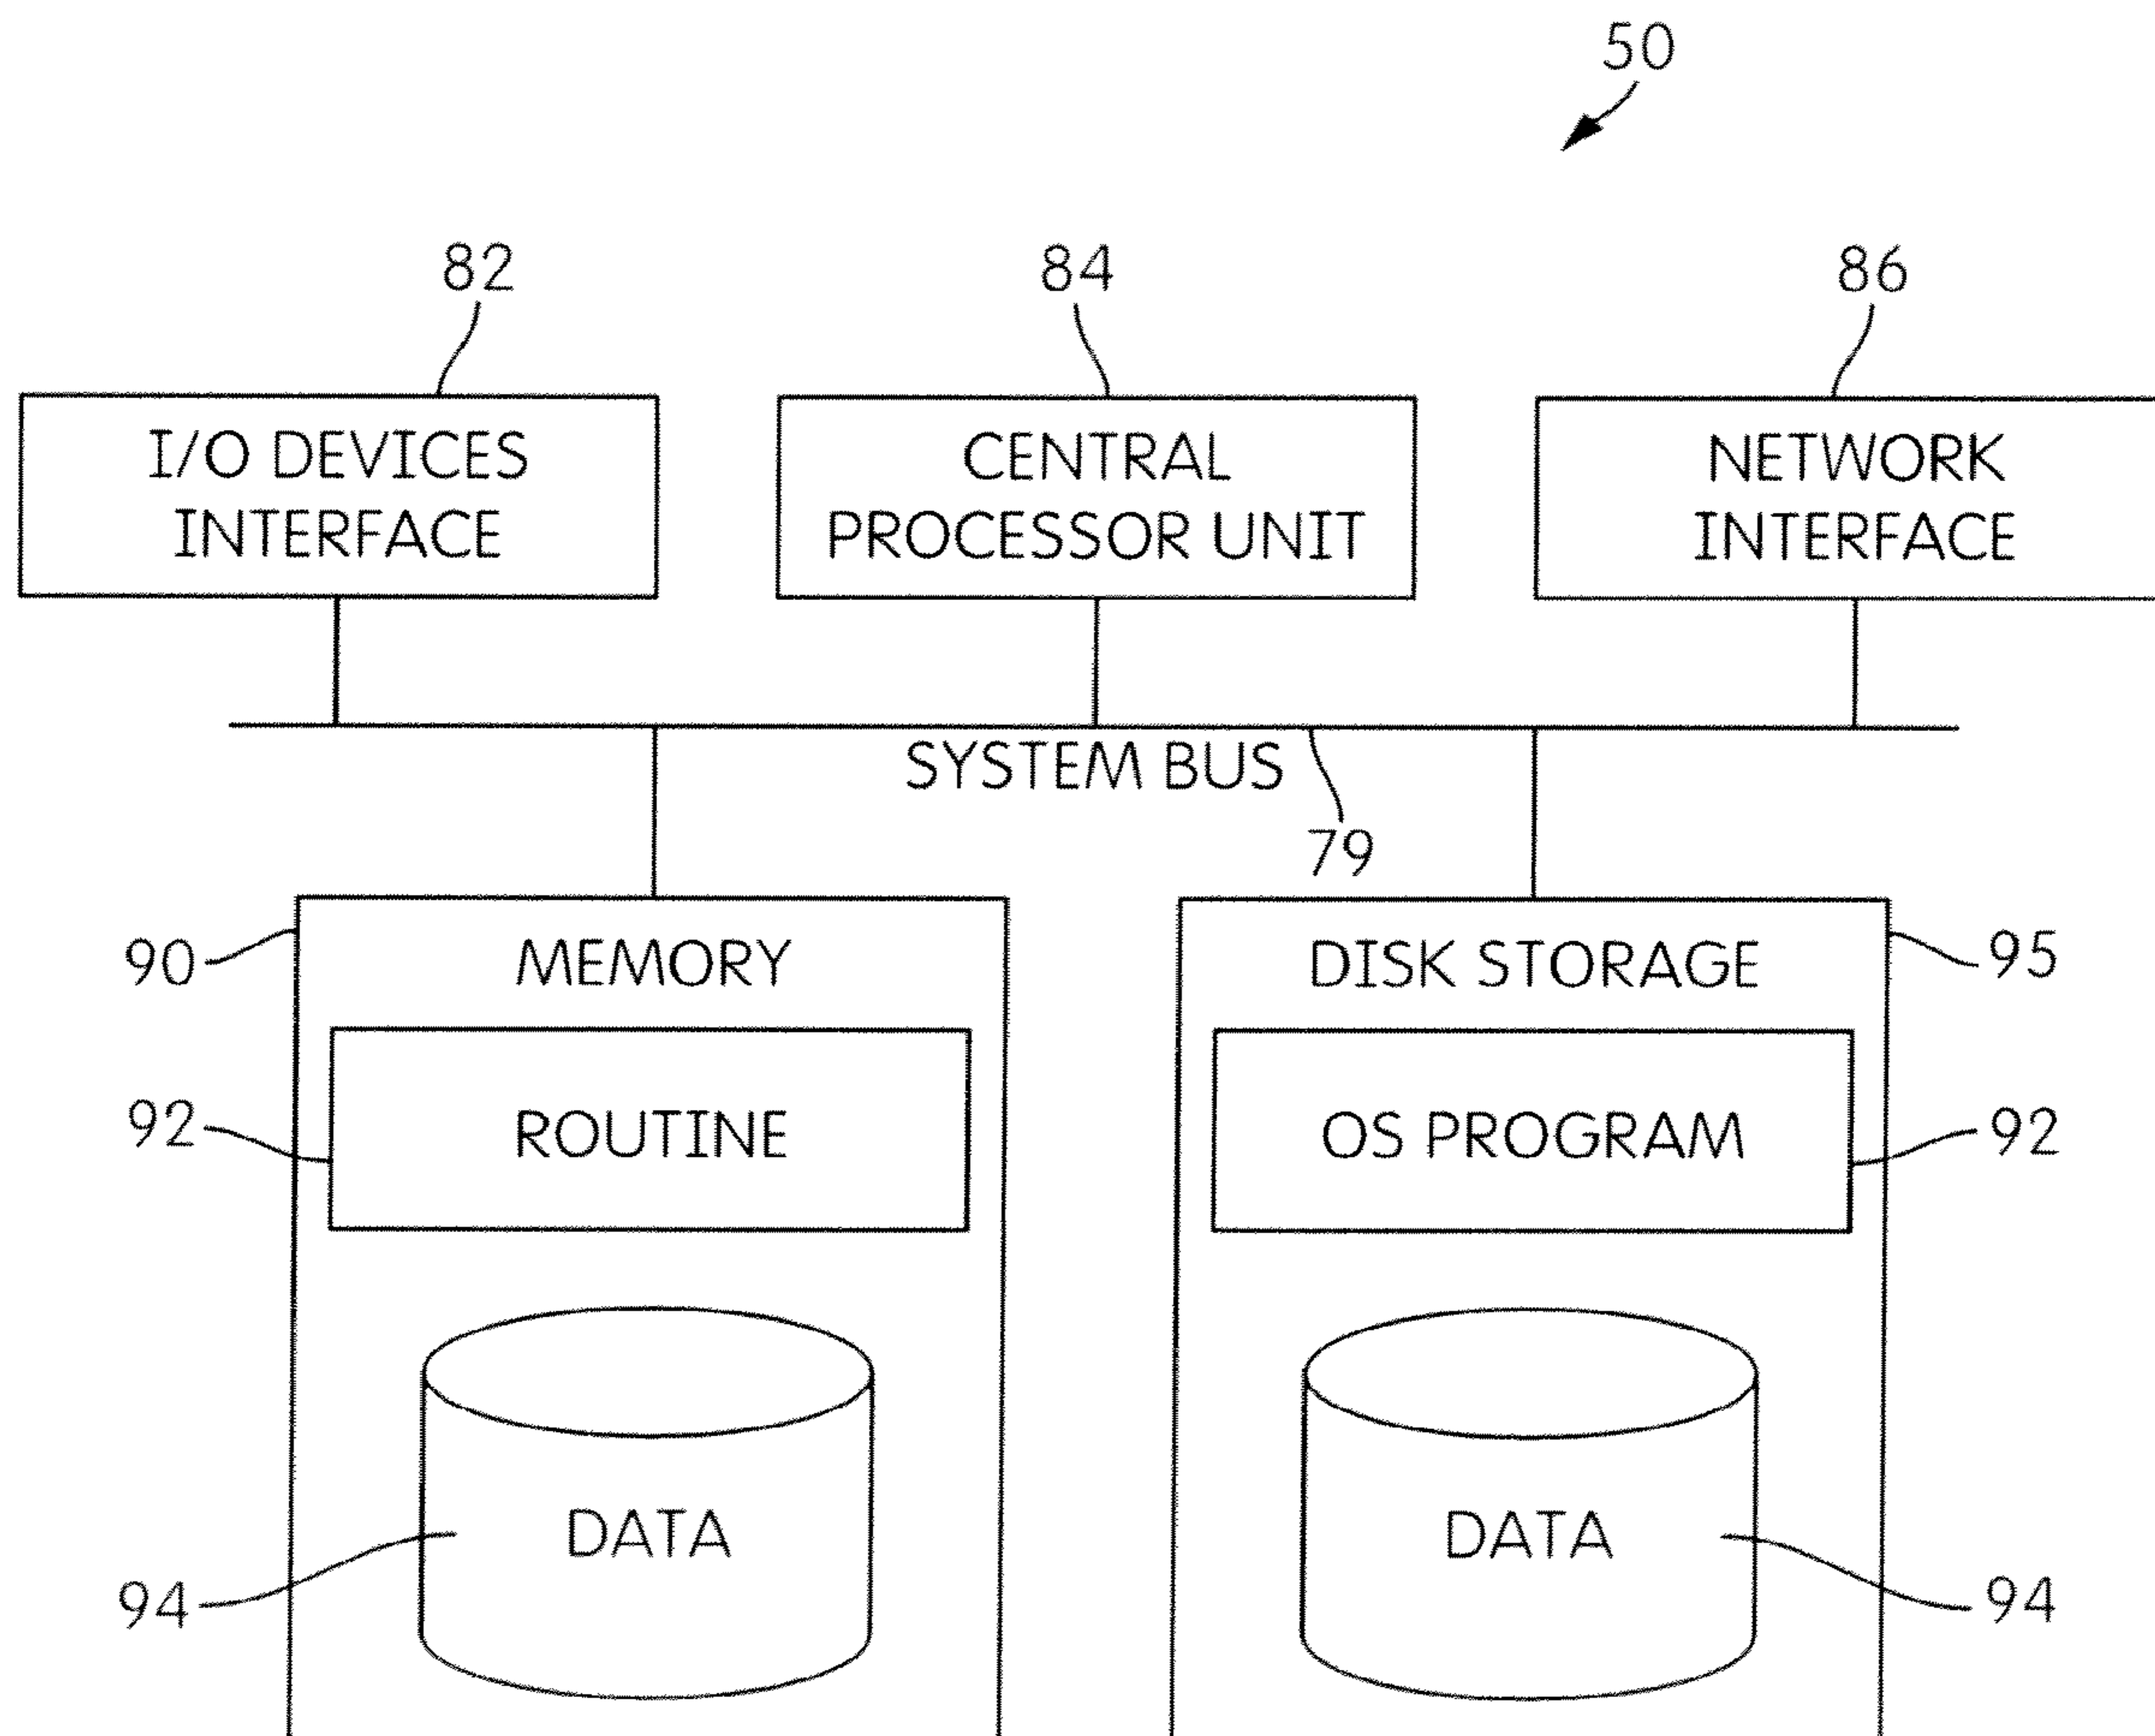 50
82
84
86
I/O DEVICES
INTERFACE
CENTRAL
PROCESSOR UNIT
NETWORK
INTERFACE
SYSTEM BUS
79
90
MEMORY
DISK STORAGE
95
92
ROUTINE
OS PROGRAM
92
DATA
DATA
94
94